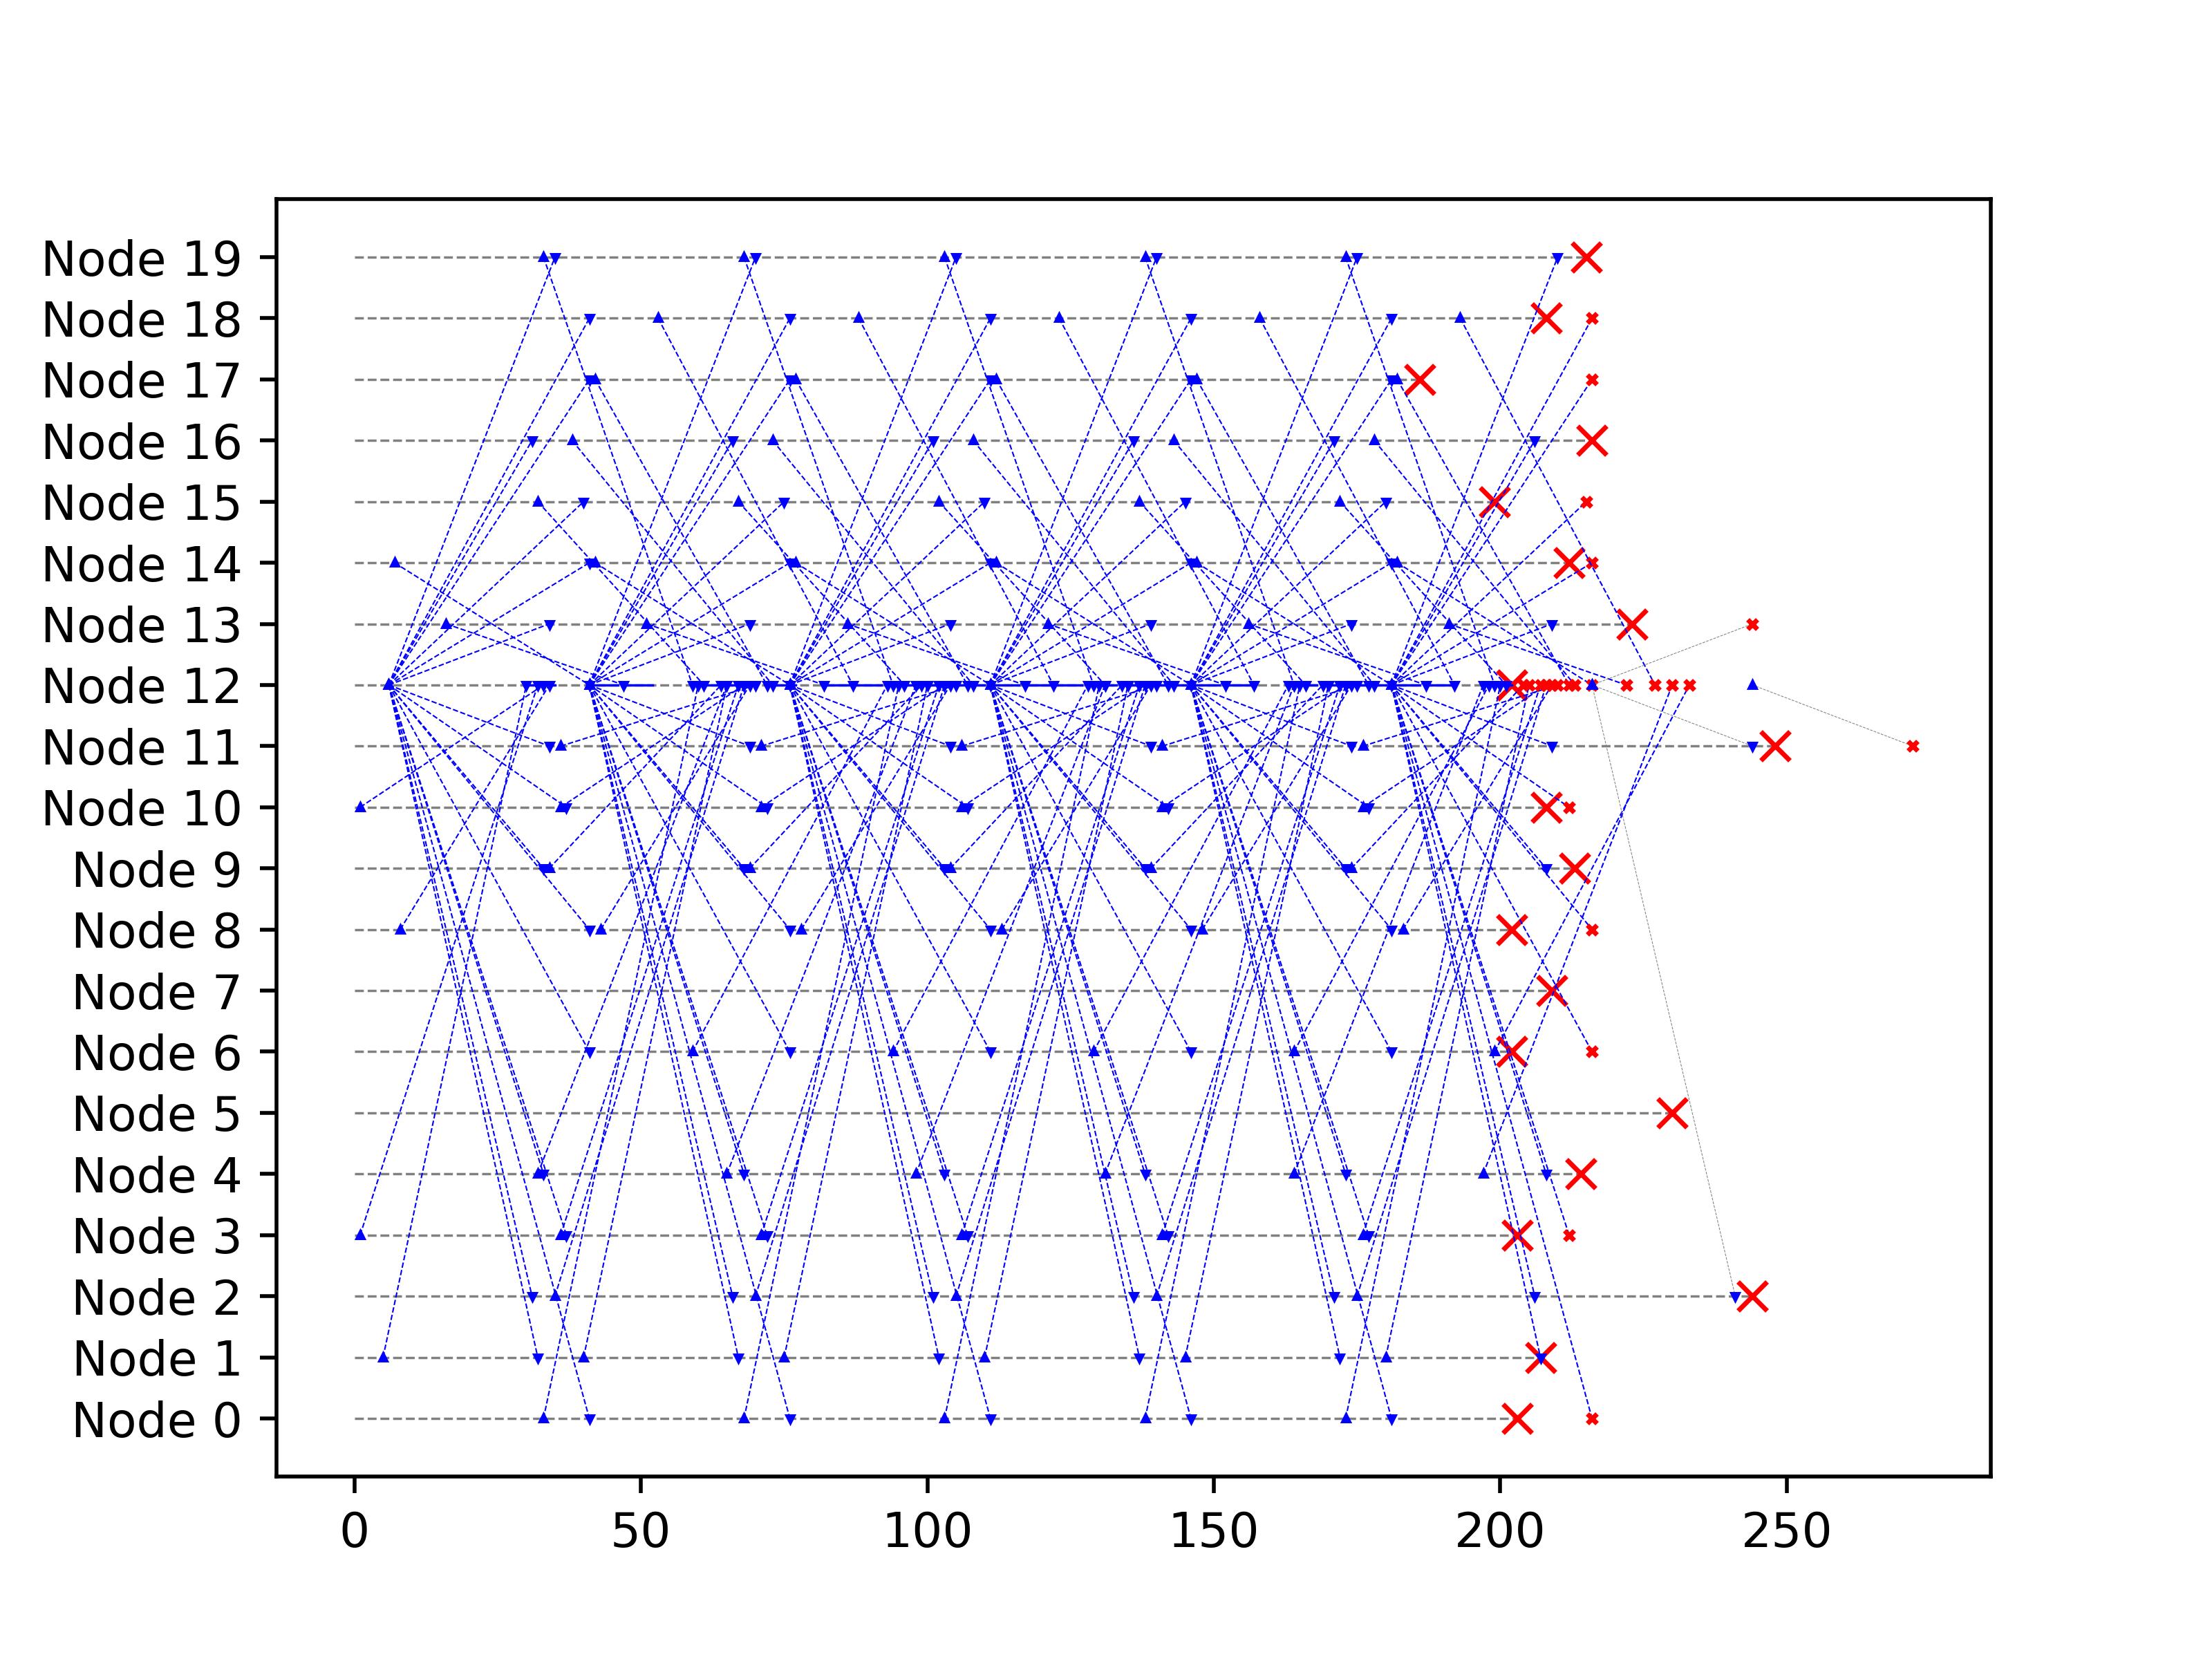 Node 19
Node 18
Node 17
Node 16
Node 15
Node 14
Node 13
Node 12
Node 11
Node 10
Node 9
Node 8
Node 7
Node 6
Node 5
Node 4
Node 3
Node 2
Node 1
Node 0
0 50 100 150 200 250